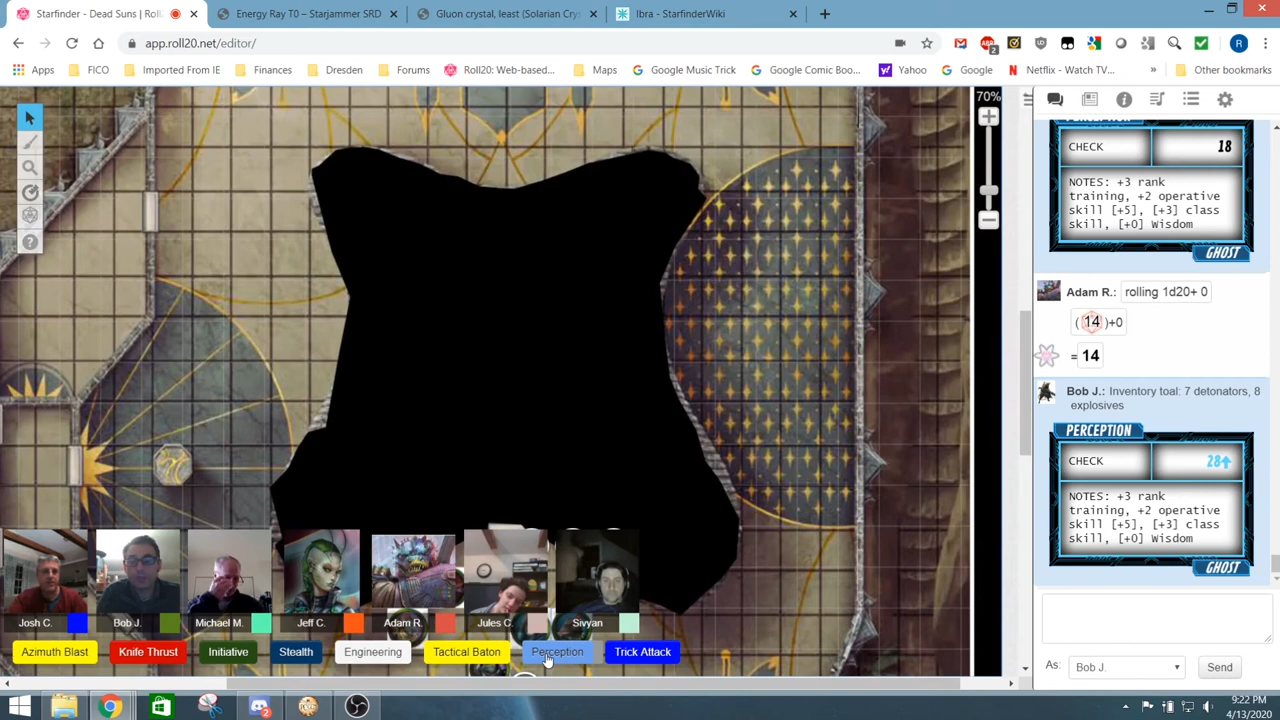 Starfinder - Dead Suns | Roll
Energy Ray T0 – Starjammer SRD
Gluon crystal, least (Solarian Crys
Ibra - StarfinderWiki
app.roll20.net/editor/
Apps
FICO
Imported From IE
Finances
Dresden
Forums
Roll20: Web-based...
Maps
Google Music Trick
Google Comic Boo...
Yahoo
Google
Netflix - Watch TV...
Other bookmarks
70%
CHECK 18
NOTES: +3 rank
training, +2 operative
skill [+5], [+3] class
skill, [+0] Wisdom
GHOST
Adam R.: rolling 1d20+ 0
(14)+0
= 14
Bob J.: Inventory toal: 7 detonators, 8
explosives
PERCEPTION
CHECK 28
NOTES: +3 rank
training, +2 operative
skill [+5], [+3] class
skill, [+0] Wisdom
GHOST
Josh C.
Bob J.
Michael M.
Jeff C.
Adam R.
Jules C.
Sivyan
Azimuth Blast
Knife Thrust
Initiative
Stealth
Engineering
Tactical Baton
Perception
Trick Attack
As: Bob J.
Send
9:22 PM
4/13/2020